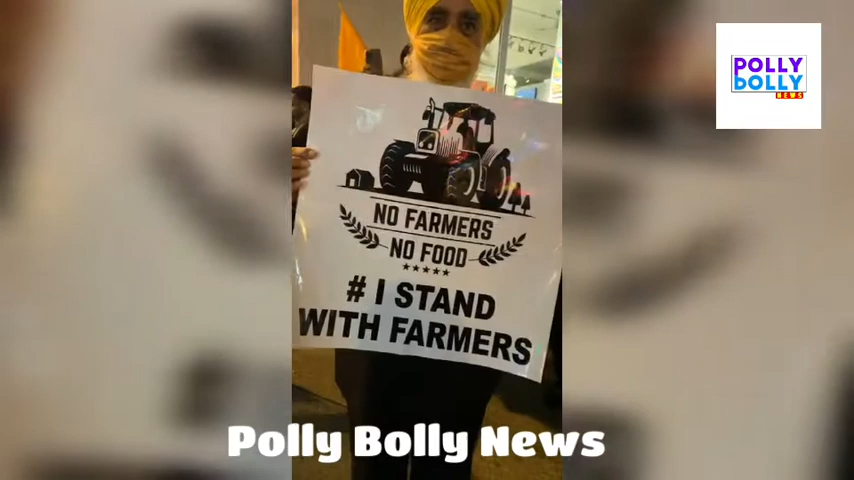 POLLY
BOLLY
NEWS
NO FARMERS
NO FOOD
# I STAND
WITH FARMERS
Polly Bolly News